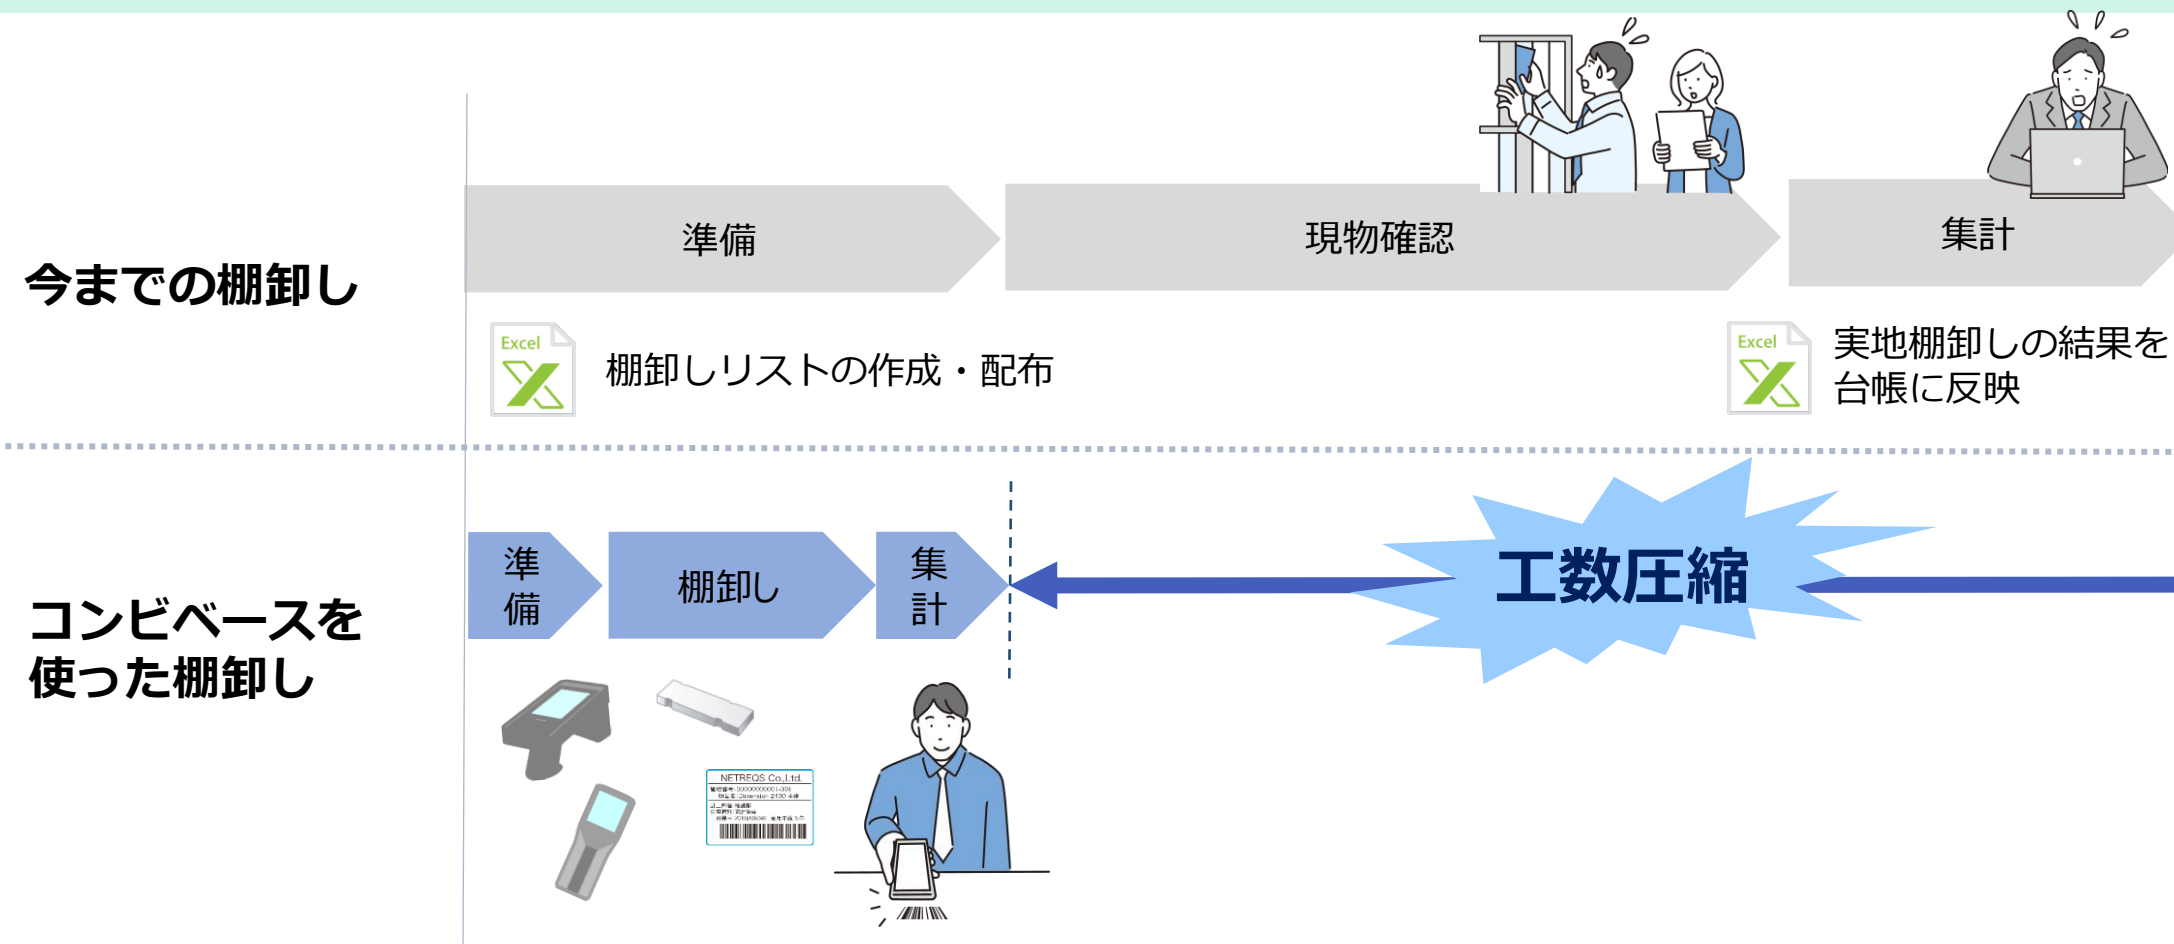 準備
現物確認
集計
今までの棚卸し
Excel
棚卸しリストの作成・配布
Excel
実地棚卸しの結果を
台帳に反映
準
備
棚卸し
集
計
工数圧縮
コンビベースを
使った棚卸し
NETREQS Co.,Ltd.